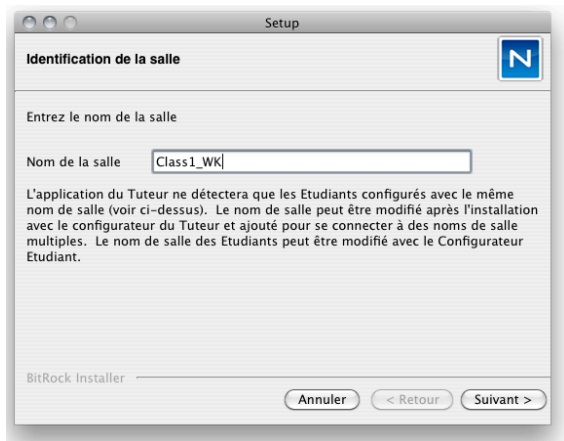 Setup
Identification de la salle
N
Entrez le nom de la salle
Nom de la salle Class1_WK
L'application du Tuteur ne détectera que les Etudiants configurés avec le même
nom de salle (voir ci-dessus). Le nom de salle peut être modifié après l'installation
avec le configurateur du Tuteur et ajouté pour se connecter à des noms de salle
multiples. Le nom de salle des Etudiants peut être modifié avec le Configurateur
Etudiant.
BitRock Installer
Annuler < Retour Suivant >